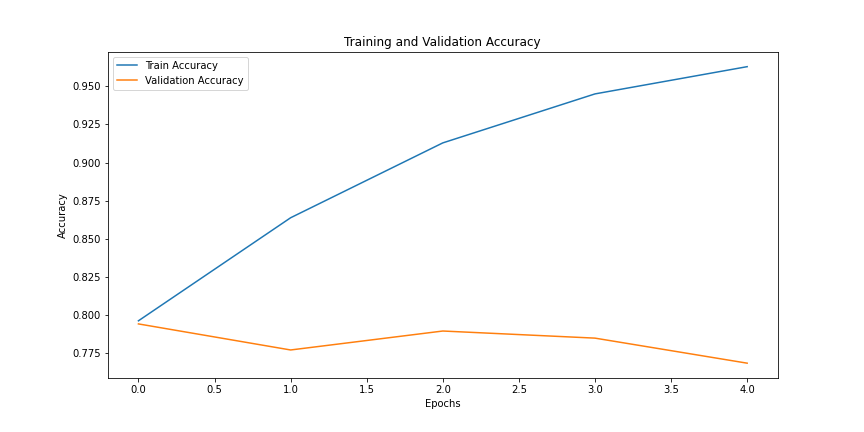 Training and Validation Accuracy
Train Accuracy
Validation Accuracy
0.950
0.925
0.900
0.875
0.850
0.825
0.800
0.775
Accuracy
0.0 0.5 1.0 1.5 2.0 2.5 3.0 3.5 4.0
Epochs